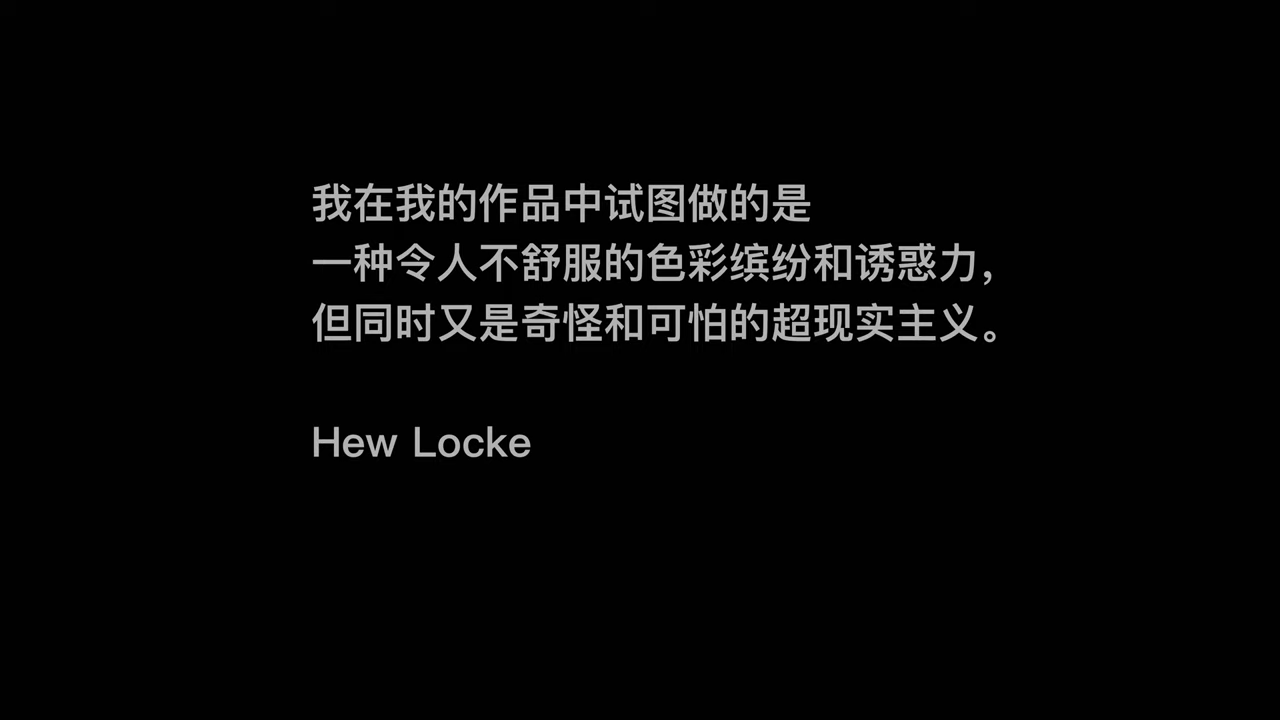 我在我的作品中试图做的是
一种令人不舒服的色彩缤纷和诱惑力，
但同时又是奇怪和可怕的超现实主义。
Hew Locke